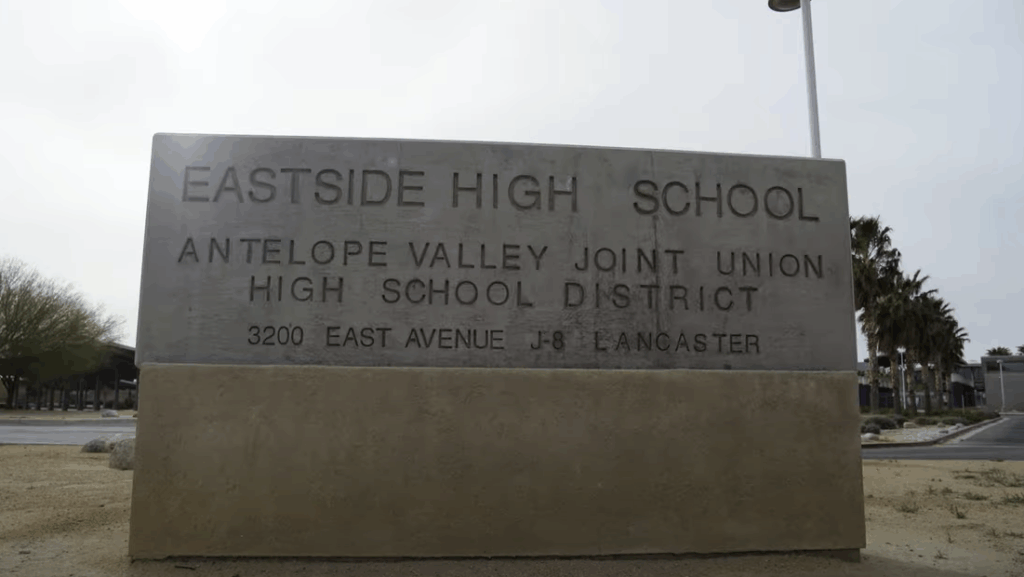 EASTSIDE HIGH SCHOOL
ANTELOPE VALLEY JOINT UNION
HIGH SCHOOL DISTRICT
3200 EAST AVENUE J-8 LANCASTER